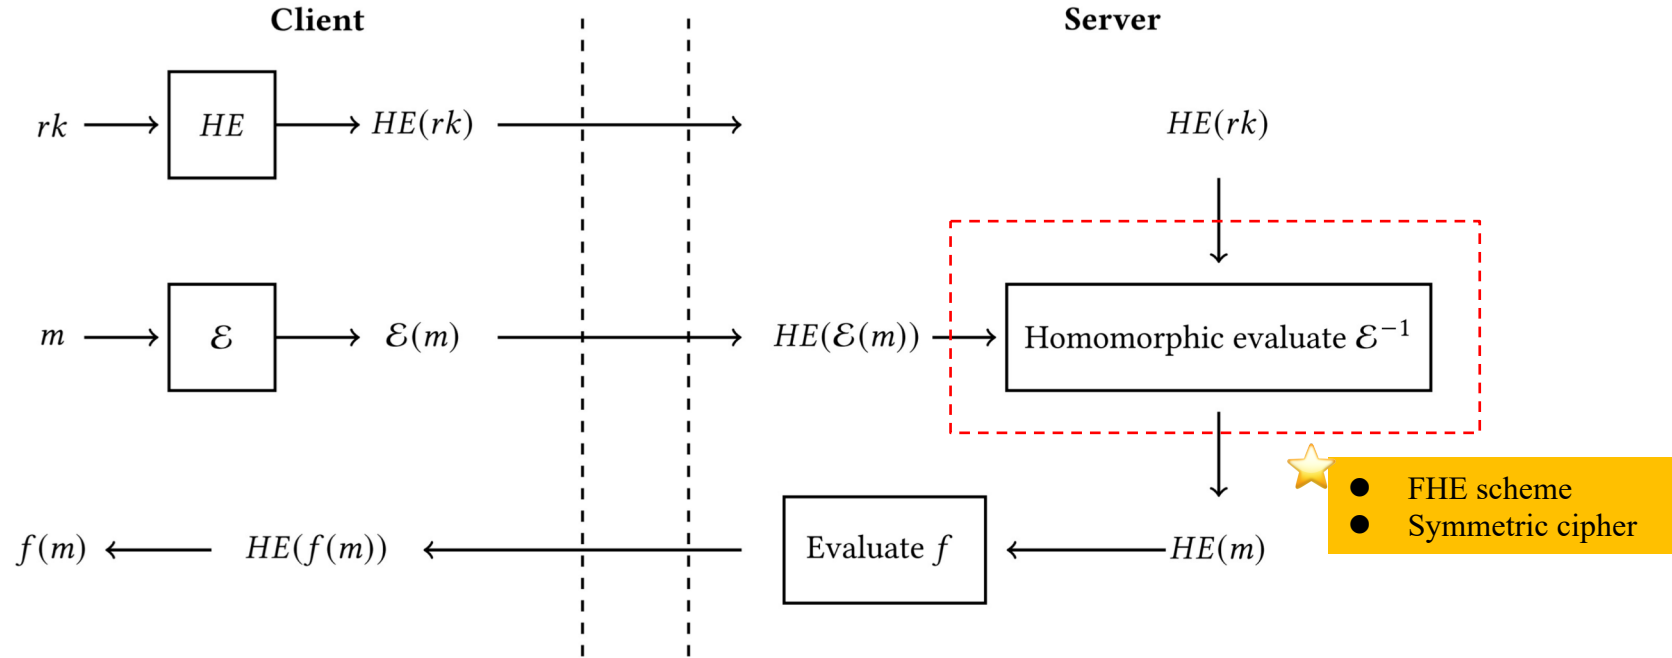 Client
Server
rk
HE
HE(rk)
HE(rk)
m
ℰ
ℰ(m)
HE(ℰ(m))
Homomorphic evaluate ℰ⁻¹
● FHE scheme
● Symmetric cipher
f(m)
HE(f(m))
Evaluate f
HE(m)